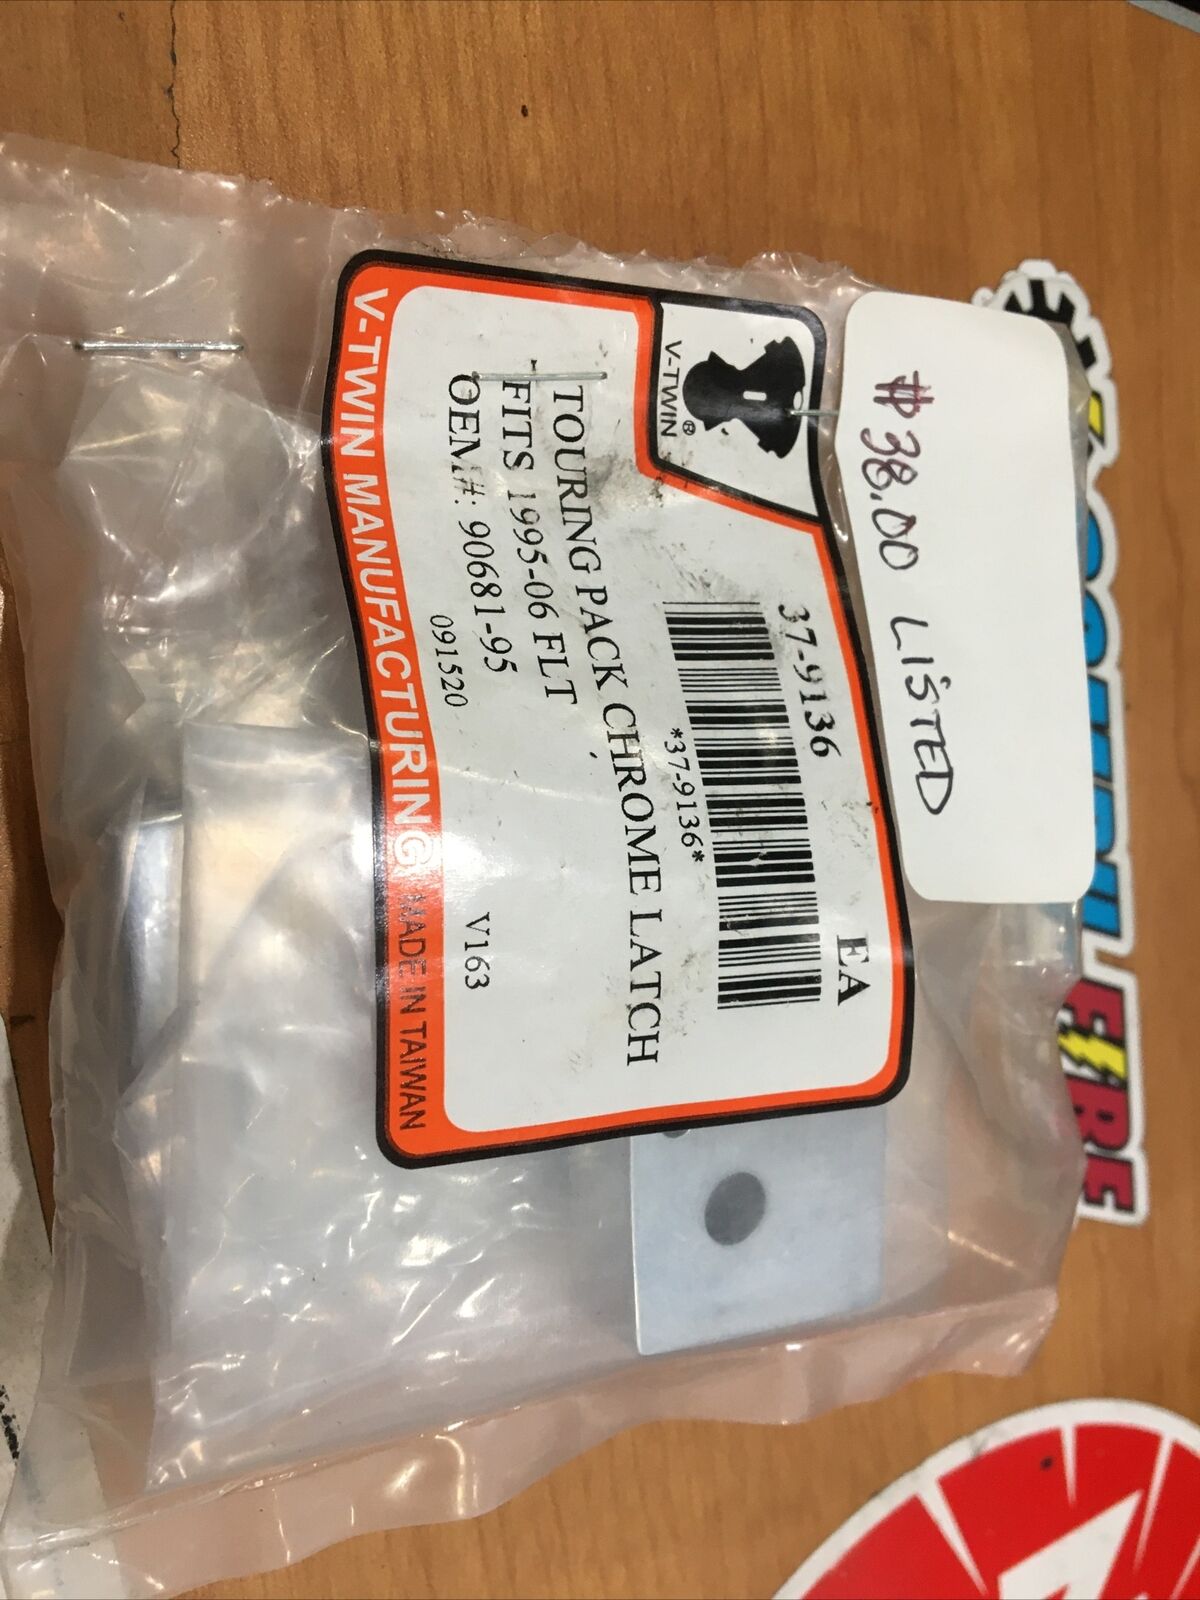 $38.00 LISTED
V-TWIN®
37-9136 EA
*37-9136*
TOURING PACK CHROME LATCH
FITS 1995-06 FLT
OEM#: 90681-95
091520 V163
V-TWIN MANUFACTURING MADE IN TAIWAN